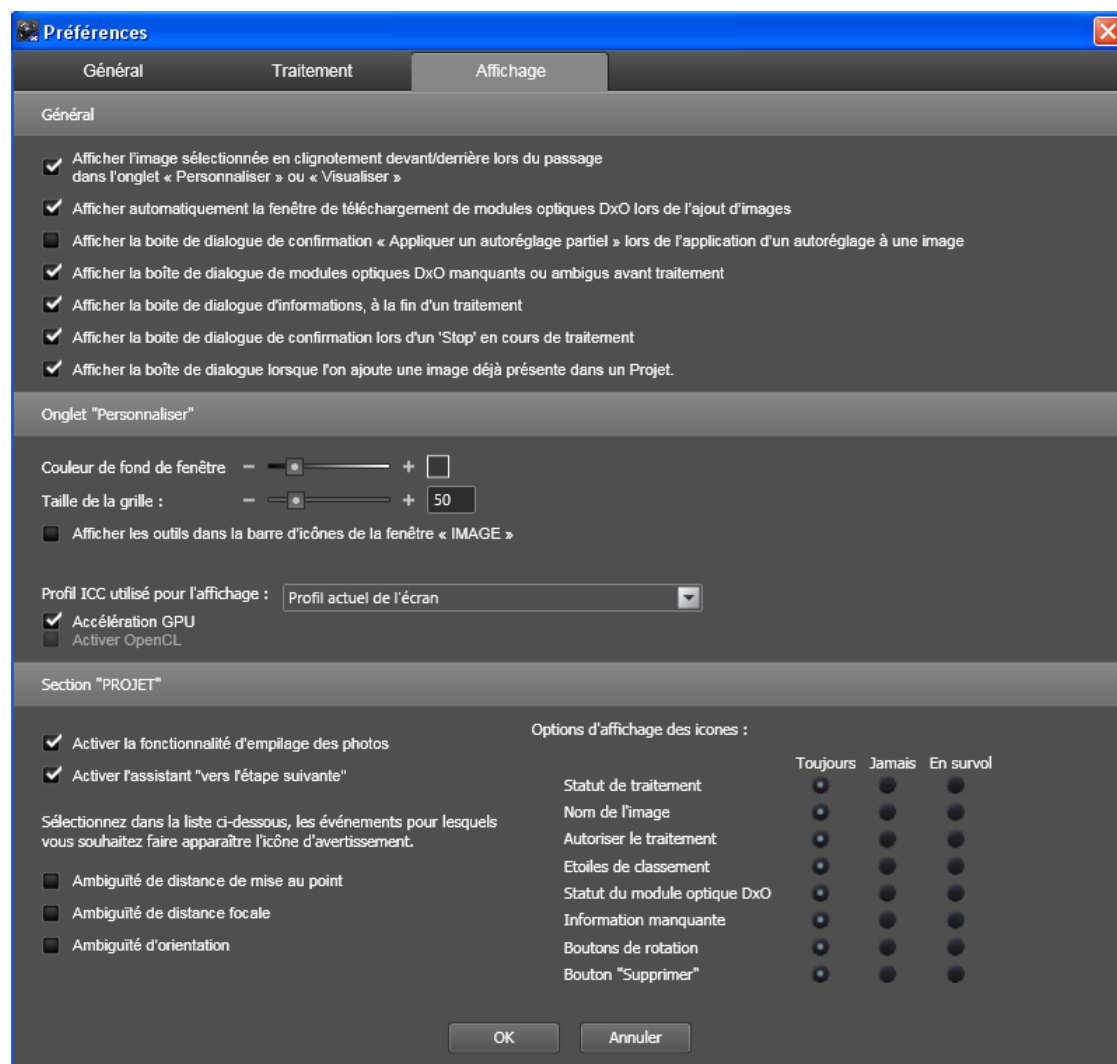 Préférences
Général Traitement Affichage
Général
Afficher l'image sélectionnée en clignotement devant/derrière lors du passage
dans l'onglet « Personnaliser » ou « Visualiser »
Afficher automatiquement la fenêtre de téléchargement de modules optiques DxO lors de l'ajout d'images
Afficher la boite de dialogue de confirmation « Appliquer un autoréglage partiel » lors de l'application d'un autoréglage à une image
Afficher la boîte de dialogue de modules optiques DxO manquants ou ambigus avant traitement
Afficher la boite de dialogue d'informations, à la fin d'un traitement
Afficher la boite de dialogue de confirmation lors d'un 'Stop' en cours de traitement
Afficher la boîte de dialogue lorsque l'on ajoute une image déjà présente dans un Projet.
Onglet "Personnaliser"
Couleur de fond de fenêtre
Taille de la grille : 50
Afficher les outils dans la barre d'icônes de la fenêtre « IMAGE »
Profil ICC utilisé pour l'affichage : Profil actuel de l'écran
Accélération GPU
Activer OpenCL
Section "PROJET"
Activer la fonctionnalité d'empilage des photos
Activer l'assistant "vers l'étape suivante"
Sélectionnez dans la liste ci-dessous, les événements pour lesquels
vous souhaitez faire apparaître l'icône d'avertissement.
Ambiguïté de distance de mise au point
Ambiguïté de distance focale
Ambiguïté d'orientation
Options d'affichage des icones :
Toujours Jamais En survol
Statut de traitement
Nom de l'image
Autoriser le traitement
Etoiles de classement
Statut du module optique DxO
Information manquante
Boutons de rotation
Bouton "Supprimer"
OK Annuler